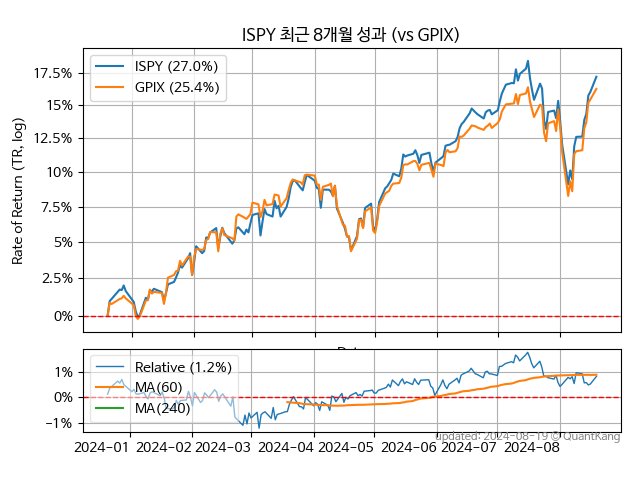 ISPY 최근 8개월 성과 (vs GPIX)
ISPY (27.0%)
GPIX (25.4%)
Rate of Return (TR, log)
17.5%
15%
12.5%
10%
7.5%
5%
2.5%
0%
Relative (1.2%)
MA(60)
MA(240)
1%
0%
−1%
2024-01
2024-02
2024-03
2024-04
2024-05
2024-06
2024-07
2024-08
updated: 2024-08-19 © QuantKang